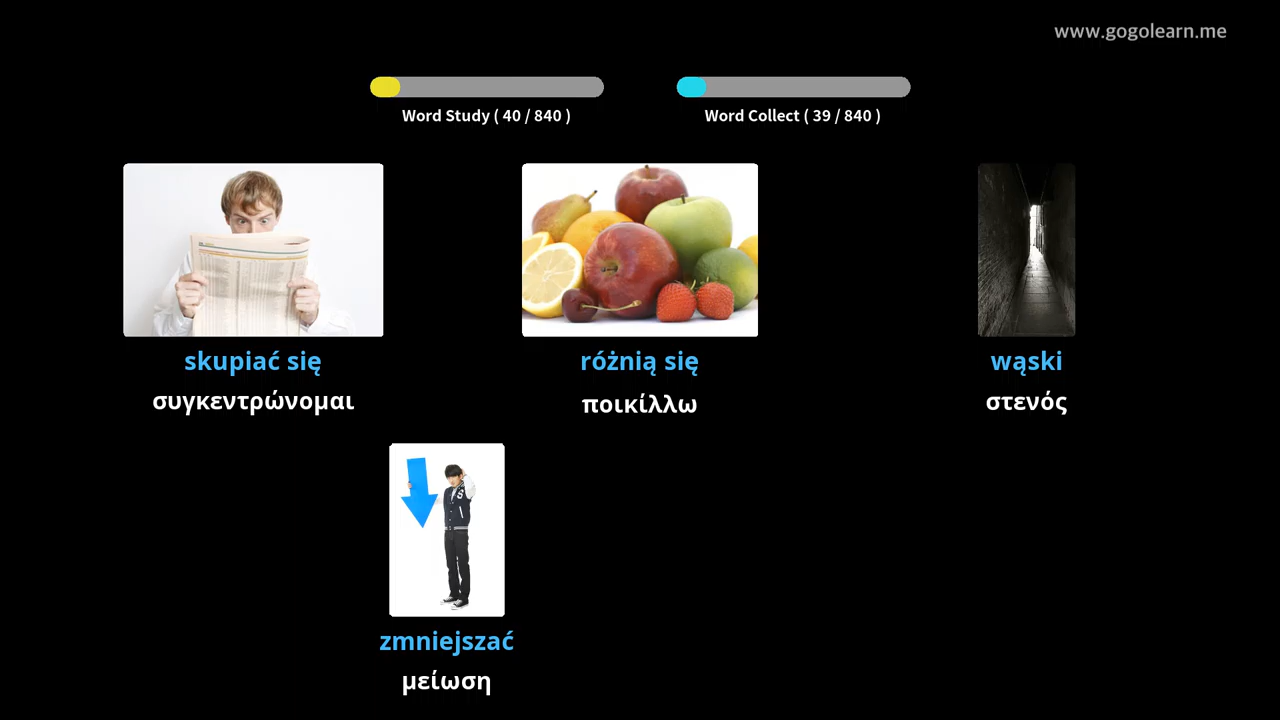 www.gogolearn.me
Word Study ( 40 / 840 )
Word Collect ( 39 / 840 )
skupiać się
συγκεντρώνομαι
różnią się
ποικίλλω
wąski
στενός
zmniejszać
μείωση